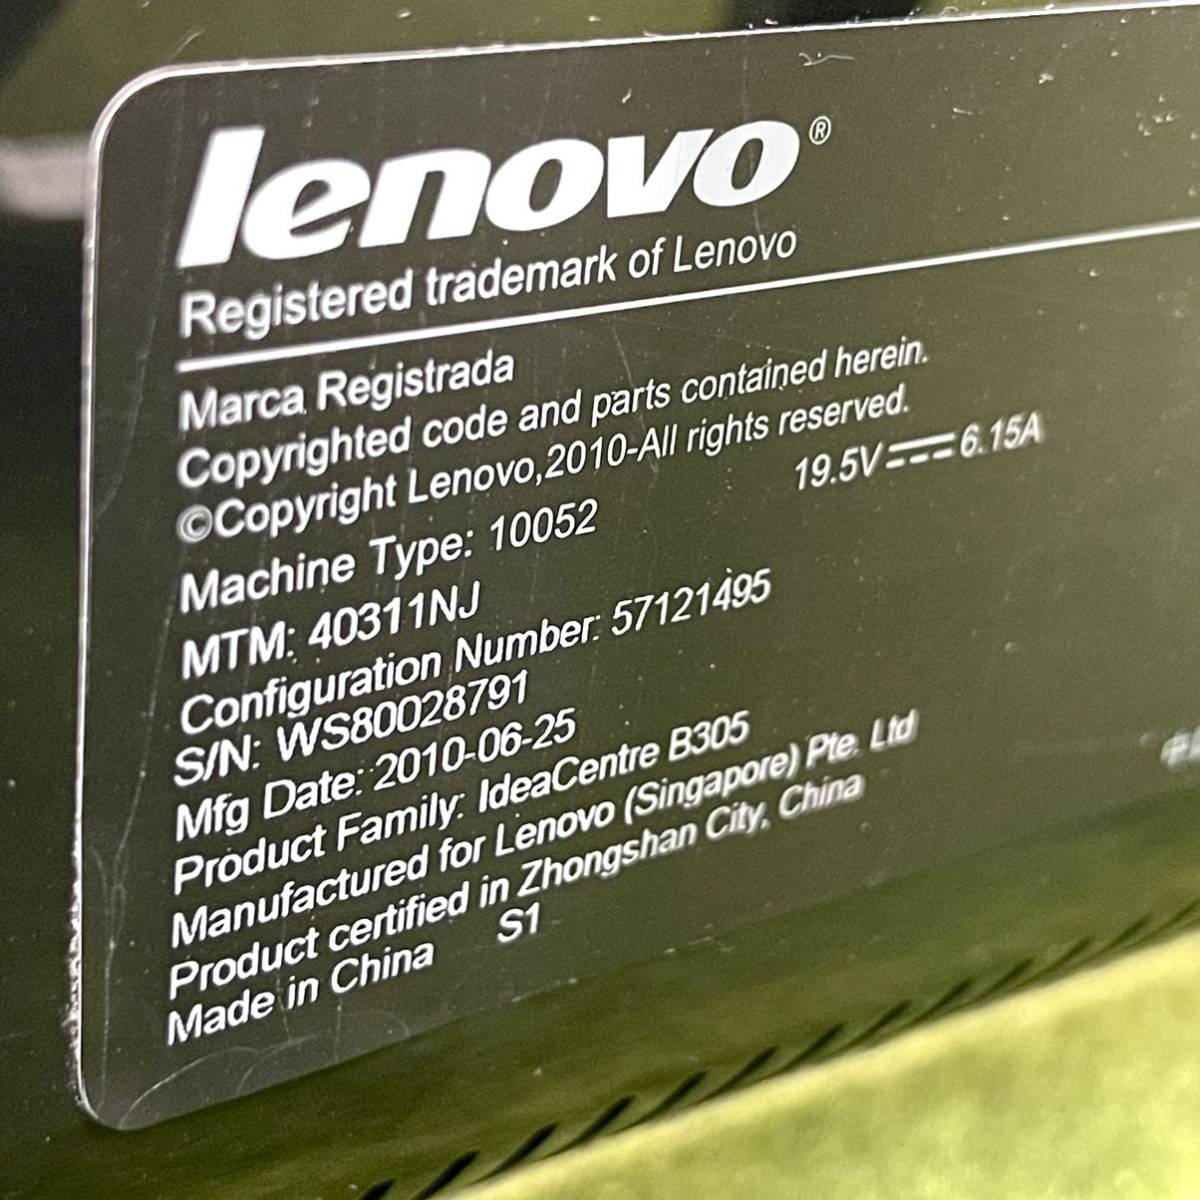 lenovo®
Registered trademark of Lenovo
Marca Registrada
Copyrighted code and parts contained herein.
©Copyright Lenovo,2010-All rights reserved.
19.5V⎓6.15A
Machine Type: 10052
MTM: 40311NJ
Configuration Number: 57121495
S/N: WS80028791
Mfg Date: 2010-06-25
Product Family: IdeaCentre B305
Manufactured for Lenovo (Singapore) Pte. Ltd
Product certified in Zhongshan City, China
Made in China S1